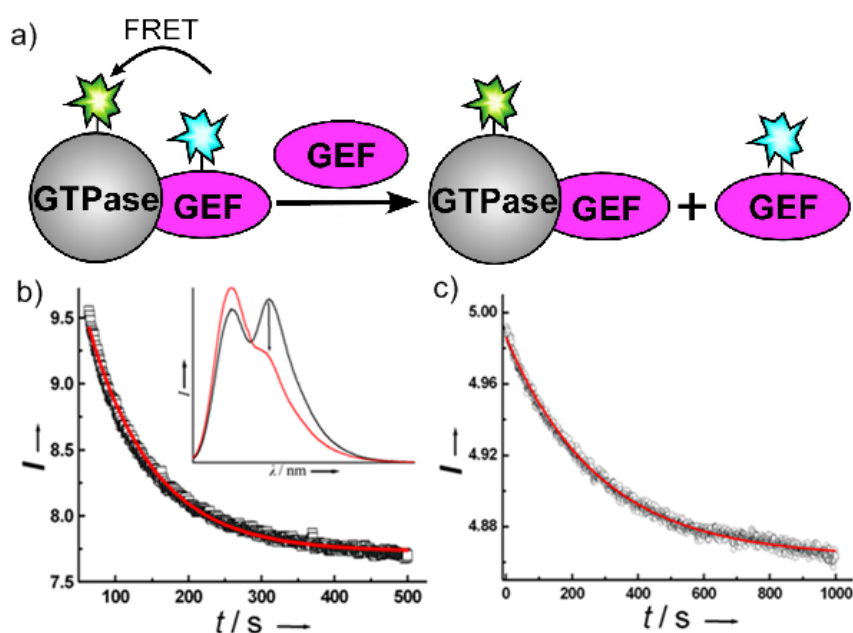 a)
FRET
GTPase GEF GEF GTPase GEF + GEF
b)
I
9.5
9.0
8.5
8.0
7.5
100 200 300 400 500
t / s
I
λ / nm
c)
I
5.00
4.96
4.92
4.88
0 200 400 600 800 1000
t / s